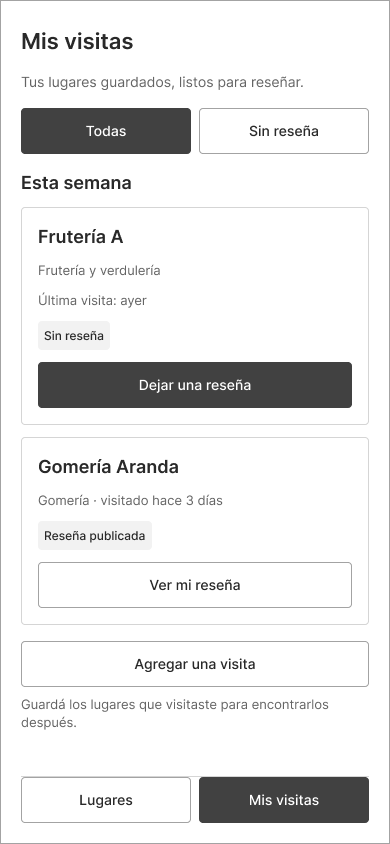 Mis visitas
Tus lugares guardados, listos para reseñar.
Todas
Sin reseña
Esta semana
Frutería A
Frutería y verdulería
Última visita: ayer
Sin reseña
Dejar una reseña
Gomería Aranda
Gomería · visitado hace 3 días
Reseña publicada
Ver mi reseña
Agregar una visita
Guardá los lugares que visitaste para encontrarlos
después.
Lugares
Mis visitas